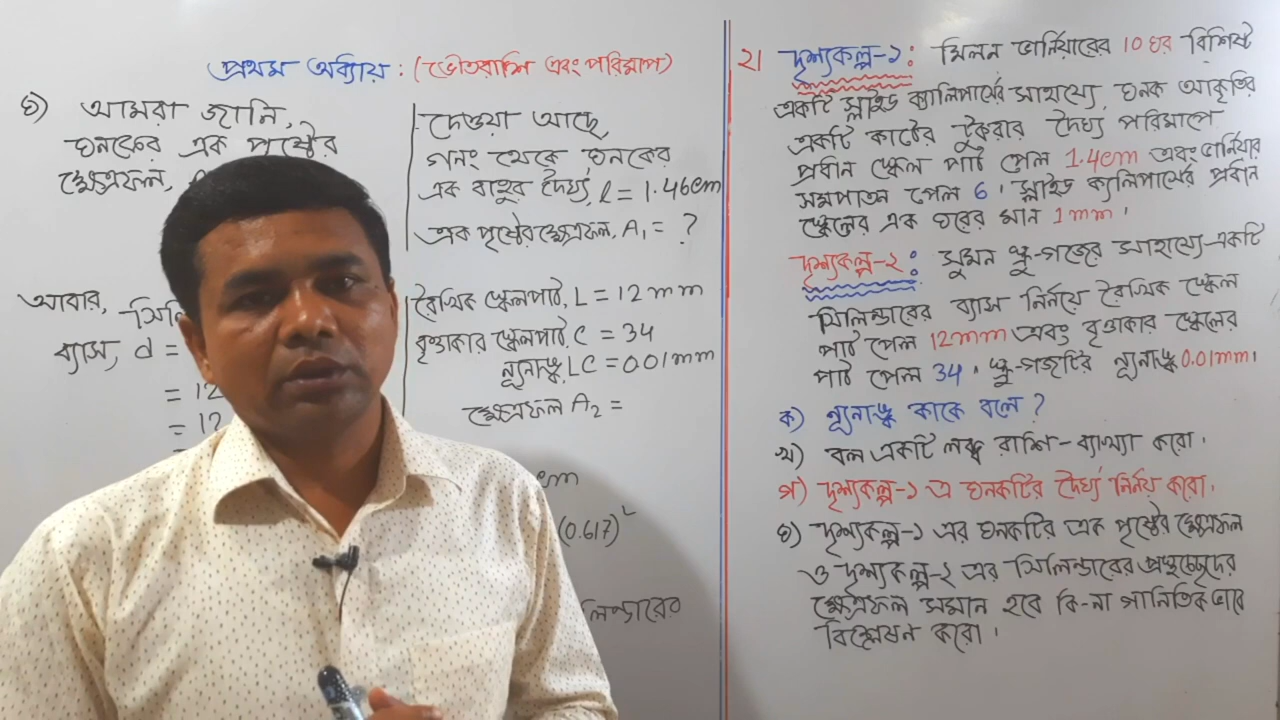 প্রথম অধ্যায় : (ভৌতরাশি এবং পরিমাপ)
ঘ) আমরা জানি,
ঘনকের এক পৃষ্ঠের
ক্ষেত্রফল,
আবার,
ব্যাস, d =
= 12
= 12
দেওয়া আছে,
গনং থেকে ঘনকের
এক বাহুর দৈর্ঘ্য, l = 1.46cm
এক পৃষ্ঠের ক্ষেত্রফল, A₁ = ?
রৈখিক স্কেলপাঠ, L = 12 mm
বৃত্তাকার স্কেলপাঠ, C = 34
ন্যূনাঙ্ক, LC = 0.01mm
ক্ষেত্রফল A₂ =
cm
(0.617)²
২। দৃশ্যকল্প-১: মিলন ভার্নিয়ারের 10 ঘর বিশিষ্ট
একটি স্লাইড ক্যালিপার্সের সাহায্যে, ঘনক আকৃতির
একটি কাঠের টুকরার দৈর্ঘ্য পরিমাপে
প্রধান স্কেল পাঠ পেল 1.4cm এবং ভার্নিয়ার
সমপাতন পেল 6। স্লাইড ক্যালিপার্সের প্রধান
স্কেলের এক ঘরের মান 1mm।
দৃশ্যকল্প-২: সুমন স্ক্রু-গজের সাহায্যে একটি
সিলিন্ডারের ব্যাস নির্নয়ে রৈখিক স্কেল
পাঠ পেল 12mm এবং বৃত্তাকার স্কেলের
পাঠ পেল 34। স্ক্রু-গজটির ন্যূনাঙ্ক 0.01mm।
ক) ন্যূনাঙ্ক কাকে বলে ?
খ) বল একটি লব্ধ রাশি - ব্যাখ্যা করো।
গ) দৃশ্যকল্প-১ এ ঘনকটির দৈর্ঘ্য নির্নয় করো।
ঘ) দৃশ্যকল্প-১ এর ঘনকটির এক পৃষ্ঠের ক্ষেত্রফল
ও দৃশ্যকল্প-২ এর সিলিন্ডারের প্রস্থচ্ছেদের
ক্ষেত্রফল সমান হবে কি-না গানিতিক ভাবে
বিশ্লেষন করো।